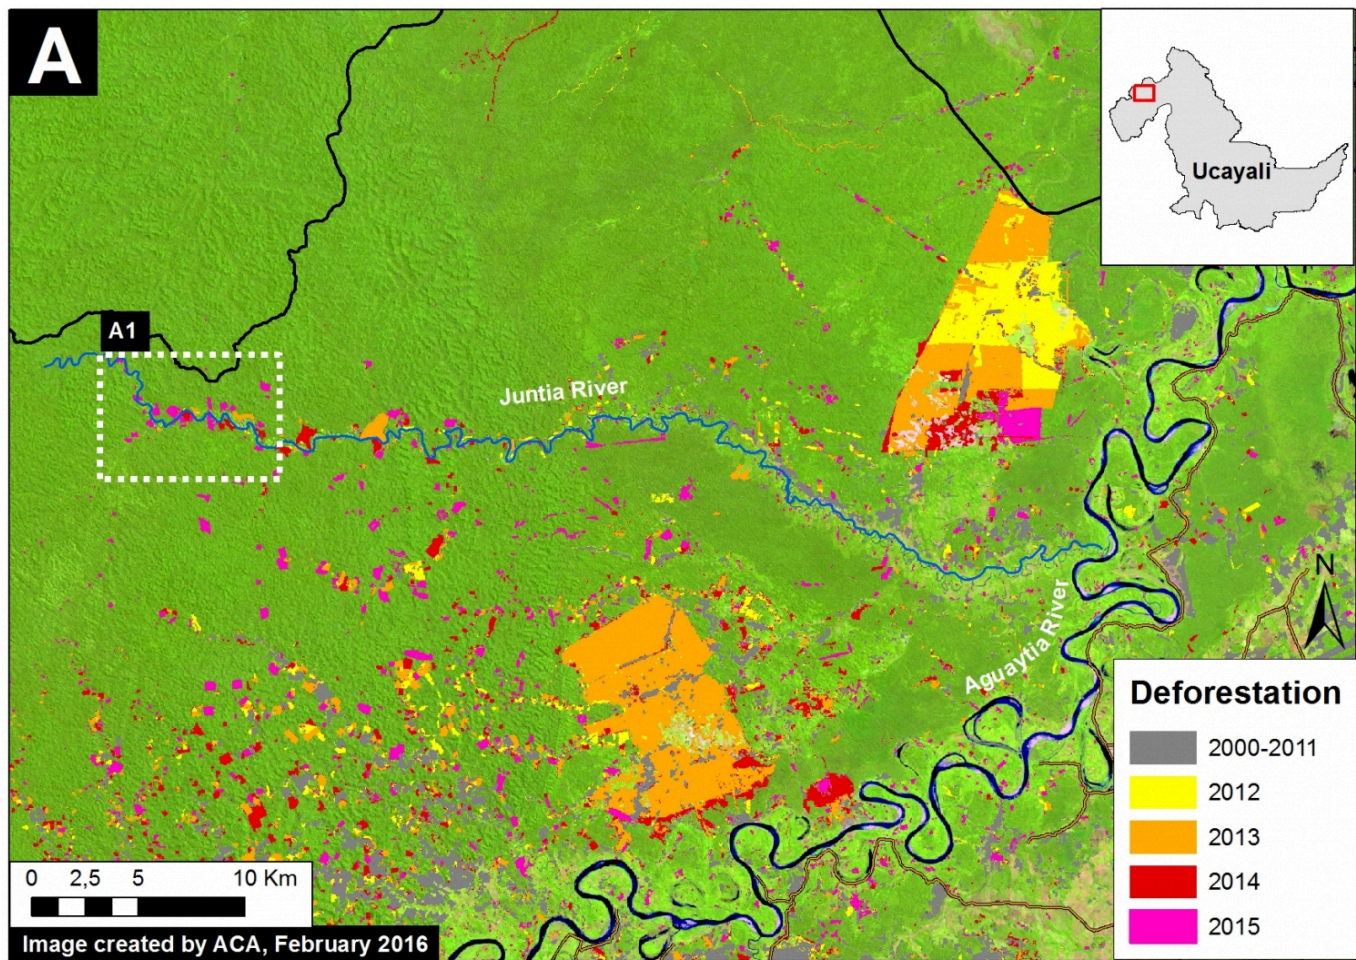 A
Ucayali
A1
Juntia River
Aguaytia River
N
Deforestation
2000-2011
2012
2013
2014
2015
0 2,5 5 10 Km
Image created by ACA, February 2016